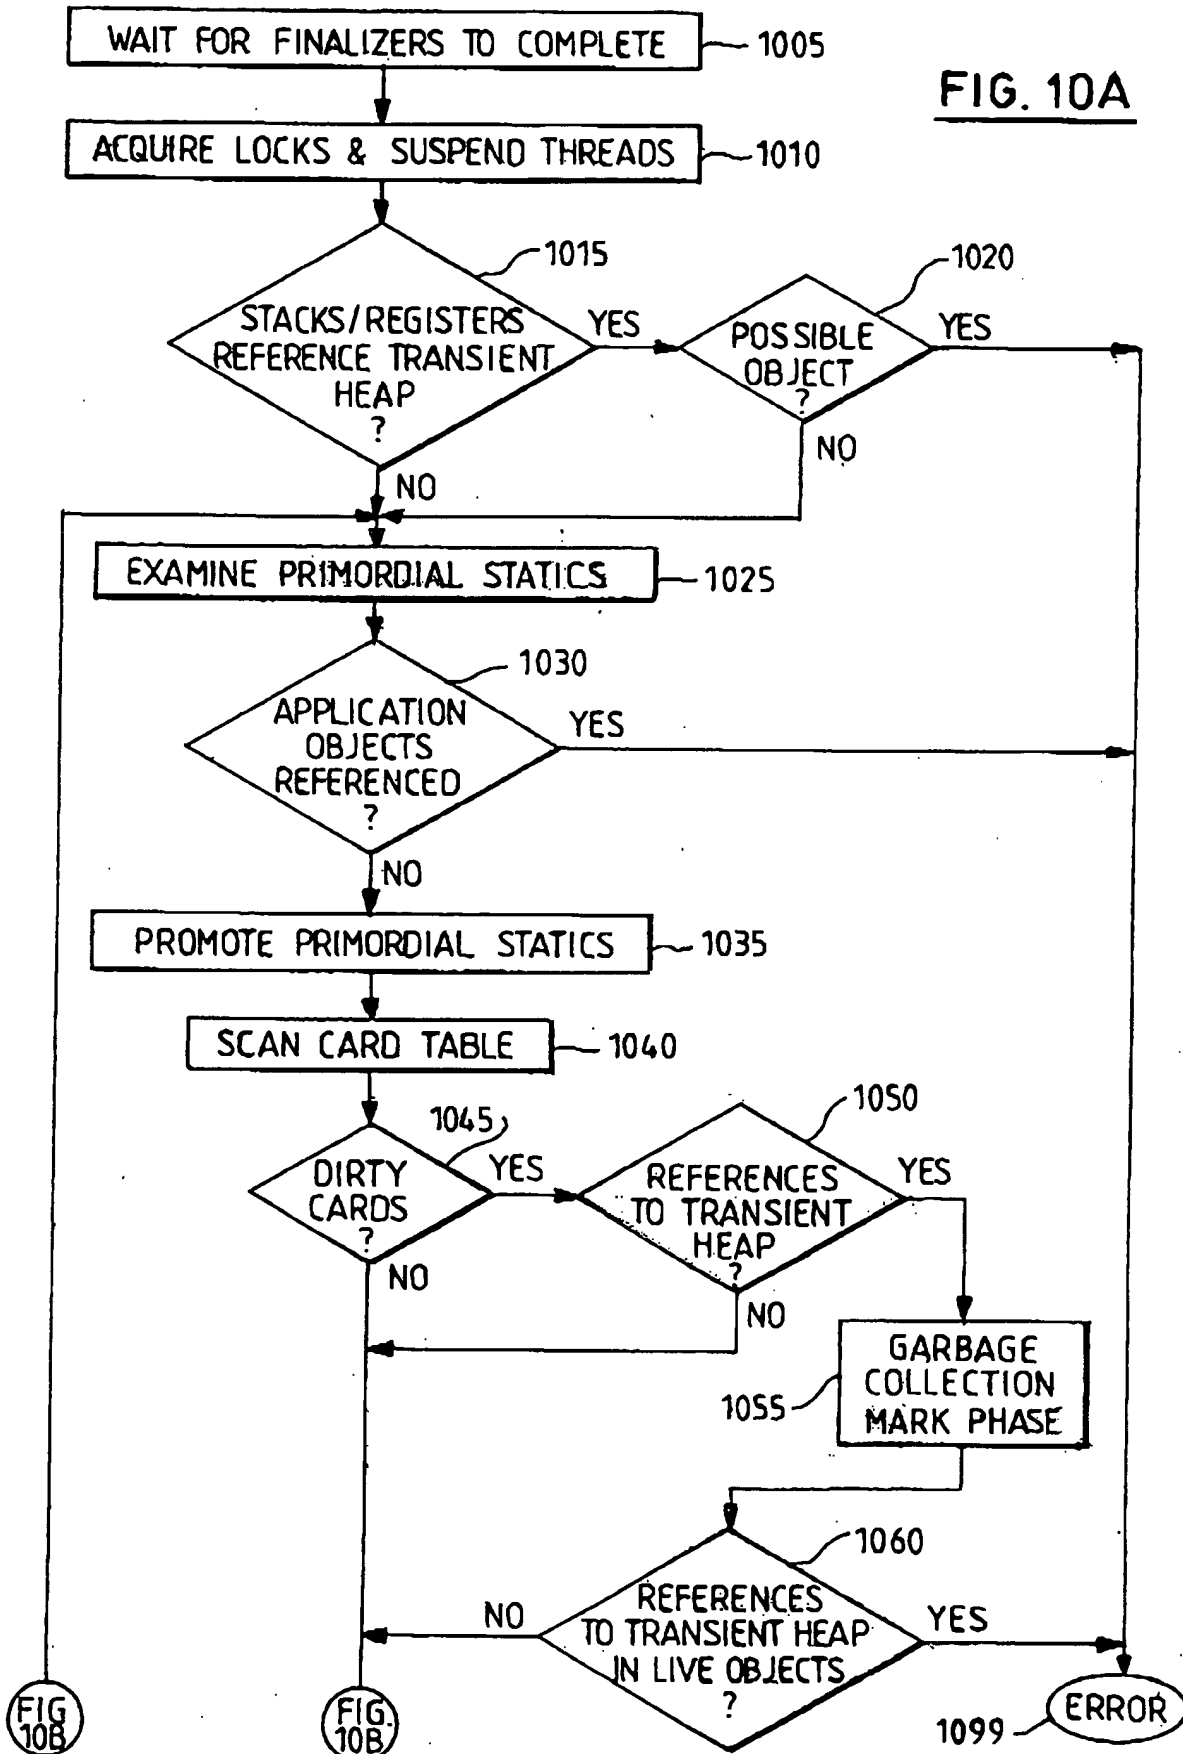 WAIT FOR FINALIZERS TO COMPLETE
1005
FIG. 10A
ACQUIRE LOCKS & SUSPEND THREADS
1010
1015
STACKS/REGISTERS
REFERENCE TRANSIENT
HEAP
?
YES
NO
1020
POSSIBLE
OBJECT
?
YES
NO
EXAMINE PRIMORDIAL STATICS
1025
1030
APPLICATION
OBJECTS
REFERENCED
?
YES
NO
PROMOTE PRIMORDIAL STATICS
1035
SCAN CARD TABLE
1040
1045
DIRTY
CARDS
?
YES
NO
1050
REFERENCES
TO TRANSIENT
HEAP
?
YES
NO
GARBAGE
COLLECTION
MARK PHASE
1055
1060
REFERENCES
TO TRANSIENT HEAP
IN LIVE OBJECTS
?
NO
YES
FIG
10B
FIG.
10B
ERROR
1099